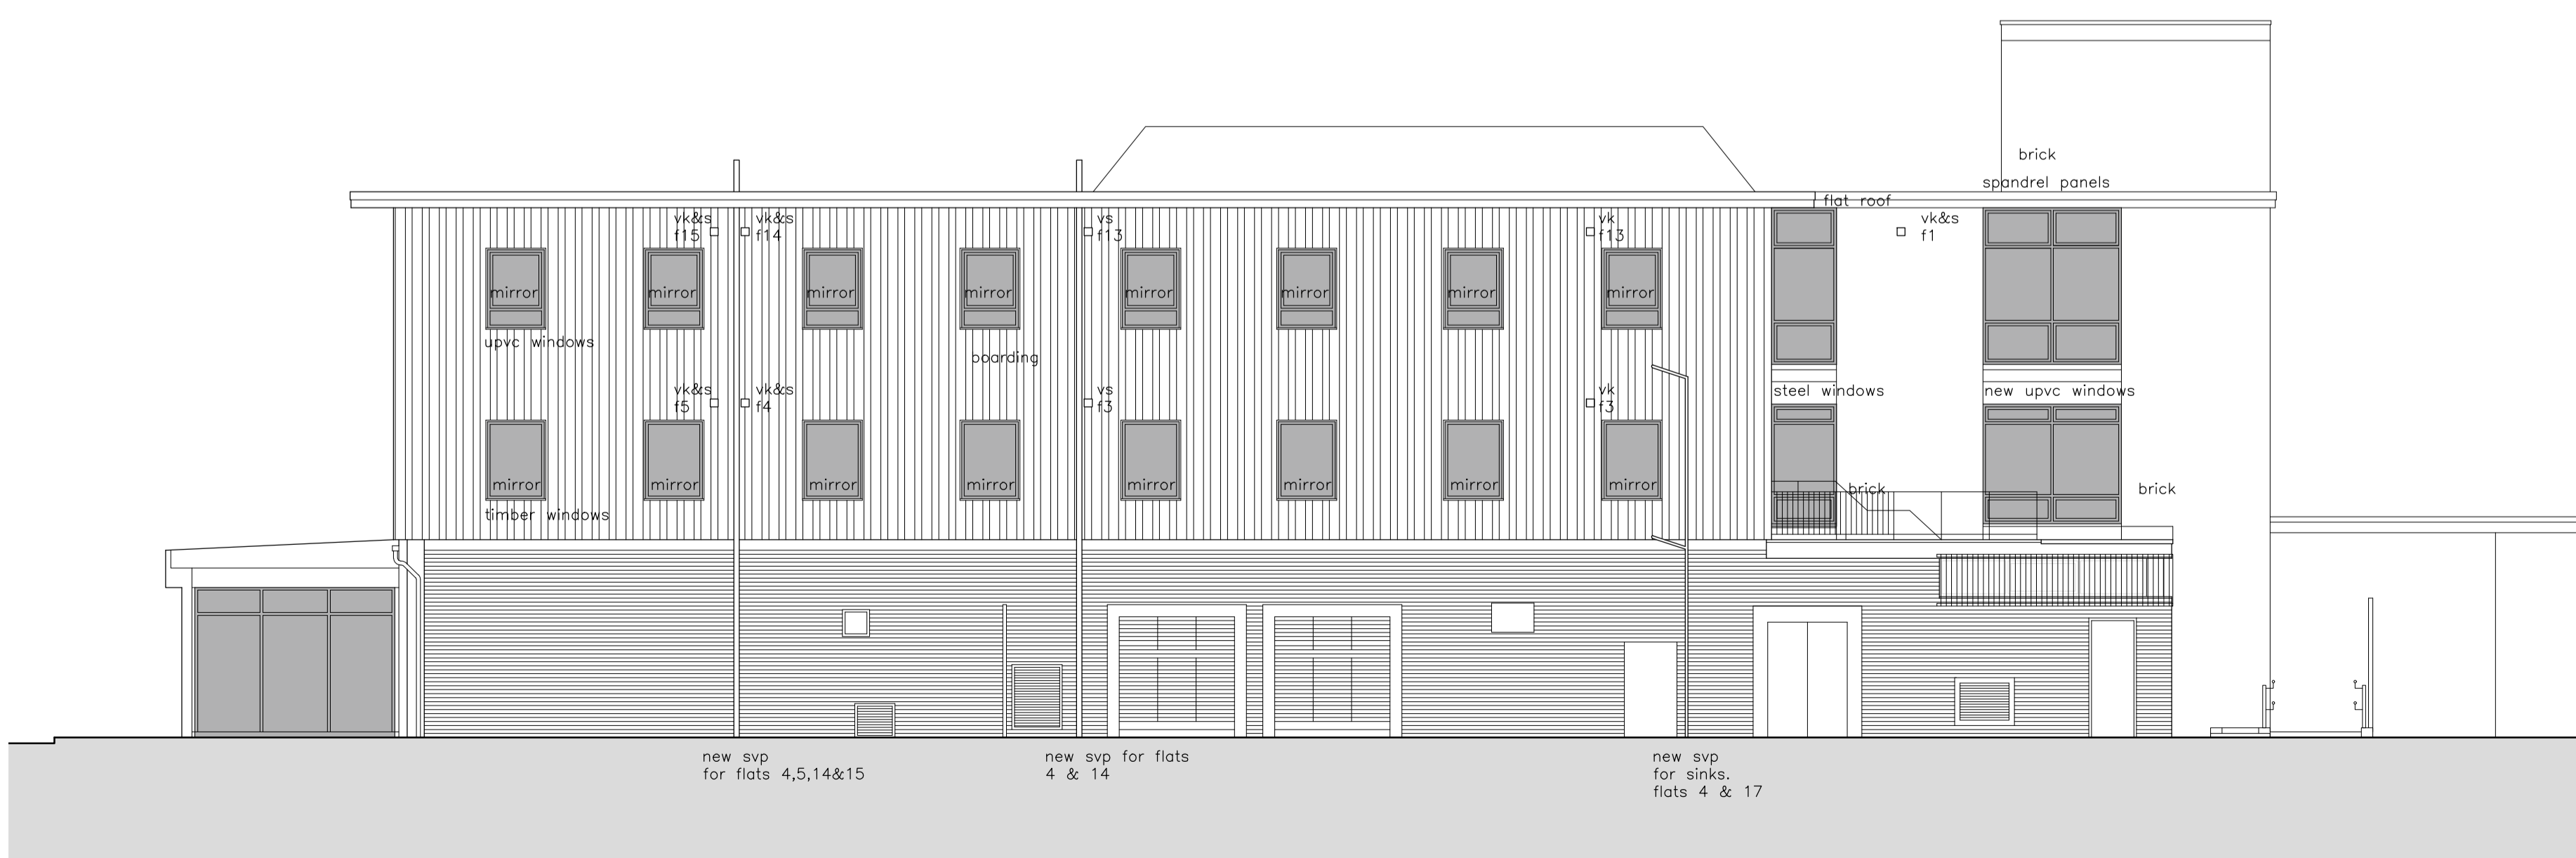 brick
spandrel panels
flat roof
vk&s
f15
vk&s
f14
vs
f13
vk
f13
vk&s
f1
mirror
mirror
mirror
mirror
mirror
mirror
mirror
mirror
upvc windows
boarding
vk&s
f5
vk&s
f4
vs
f3
vk
f3
steel windows
new upvc windows
mirror
mirror
mirror
mirror
mirror
mirror
mirror
mirror
brick
brick
timber windows
new svp
for flats 4,5,14&15
new svp for flats
4 & 14
new svp
for sinks.
flats 4 & 17